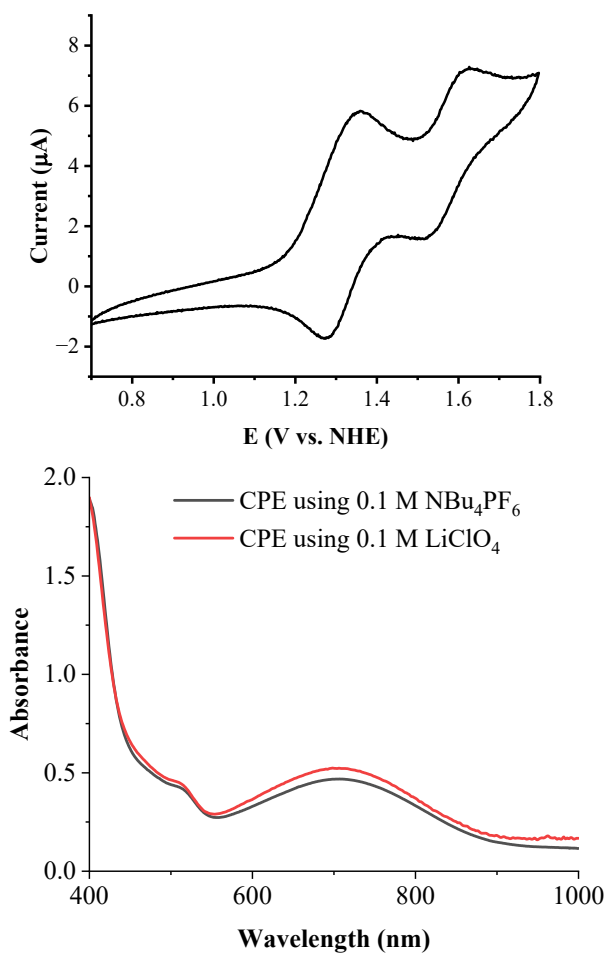 8
6
4
2
0
−2
Current (µA)
0.8 1.0 1.2 1.4 1.6 1.8
E (V vs. NHE)
2.0
1.5
1.0
0.5
0.0
Absorbance
CPE using 0.1 M NBu₄PF₆
CPE using 0.1 M LiClO₄
400 600 800 1000
Wavelength (nm)